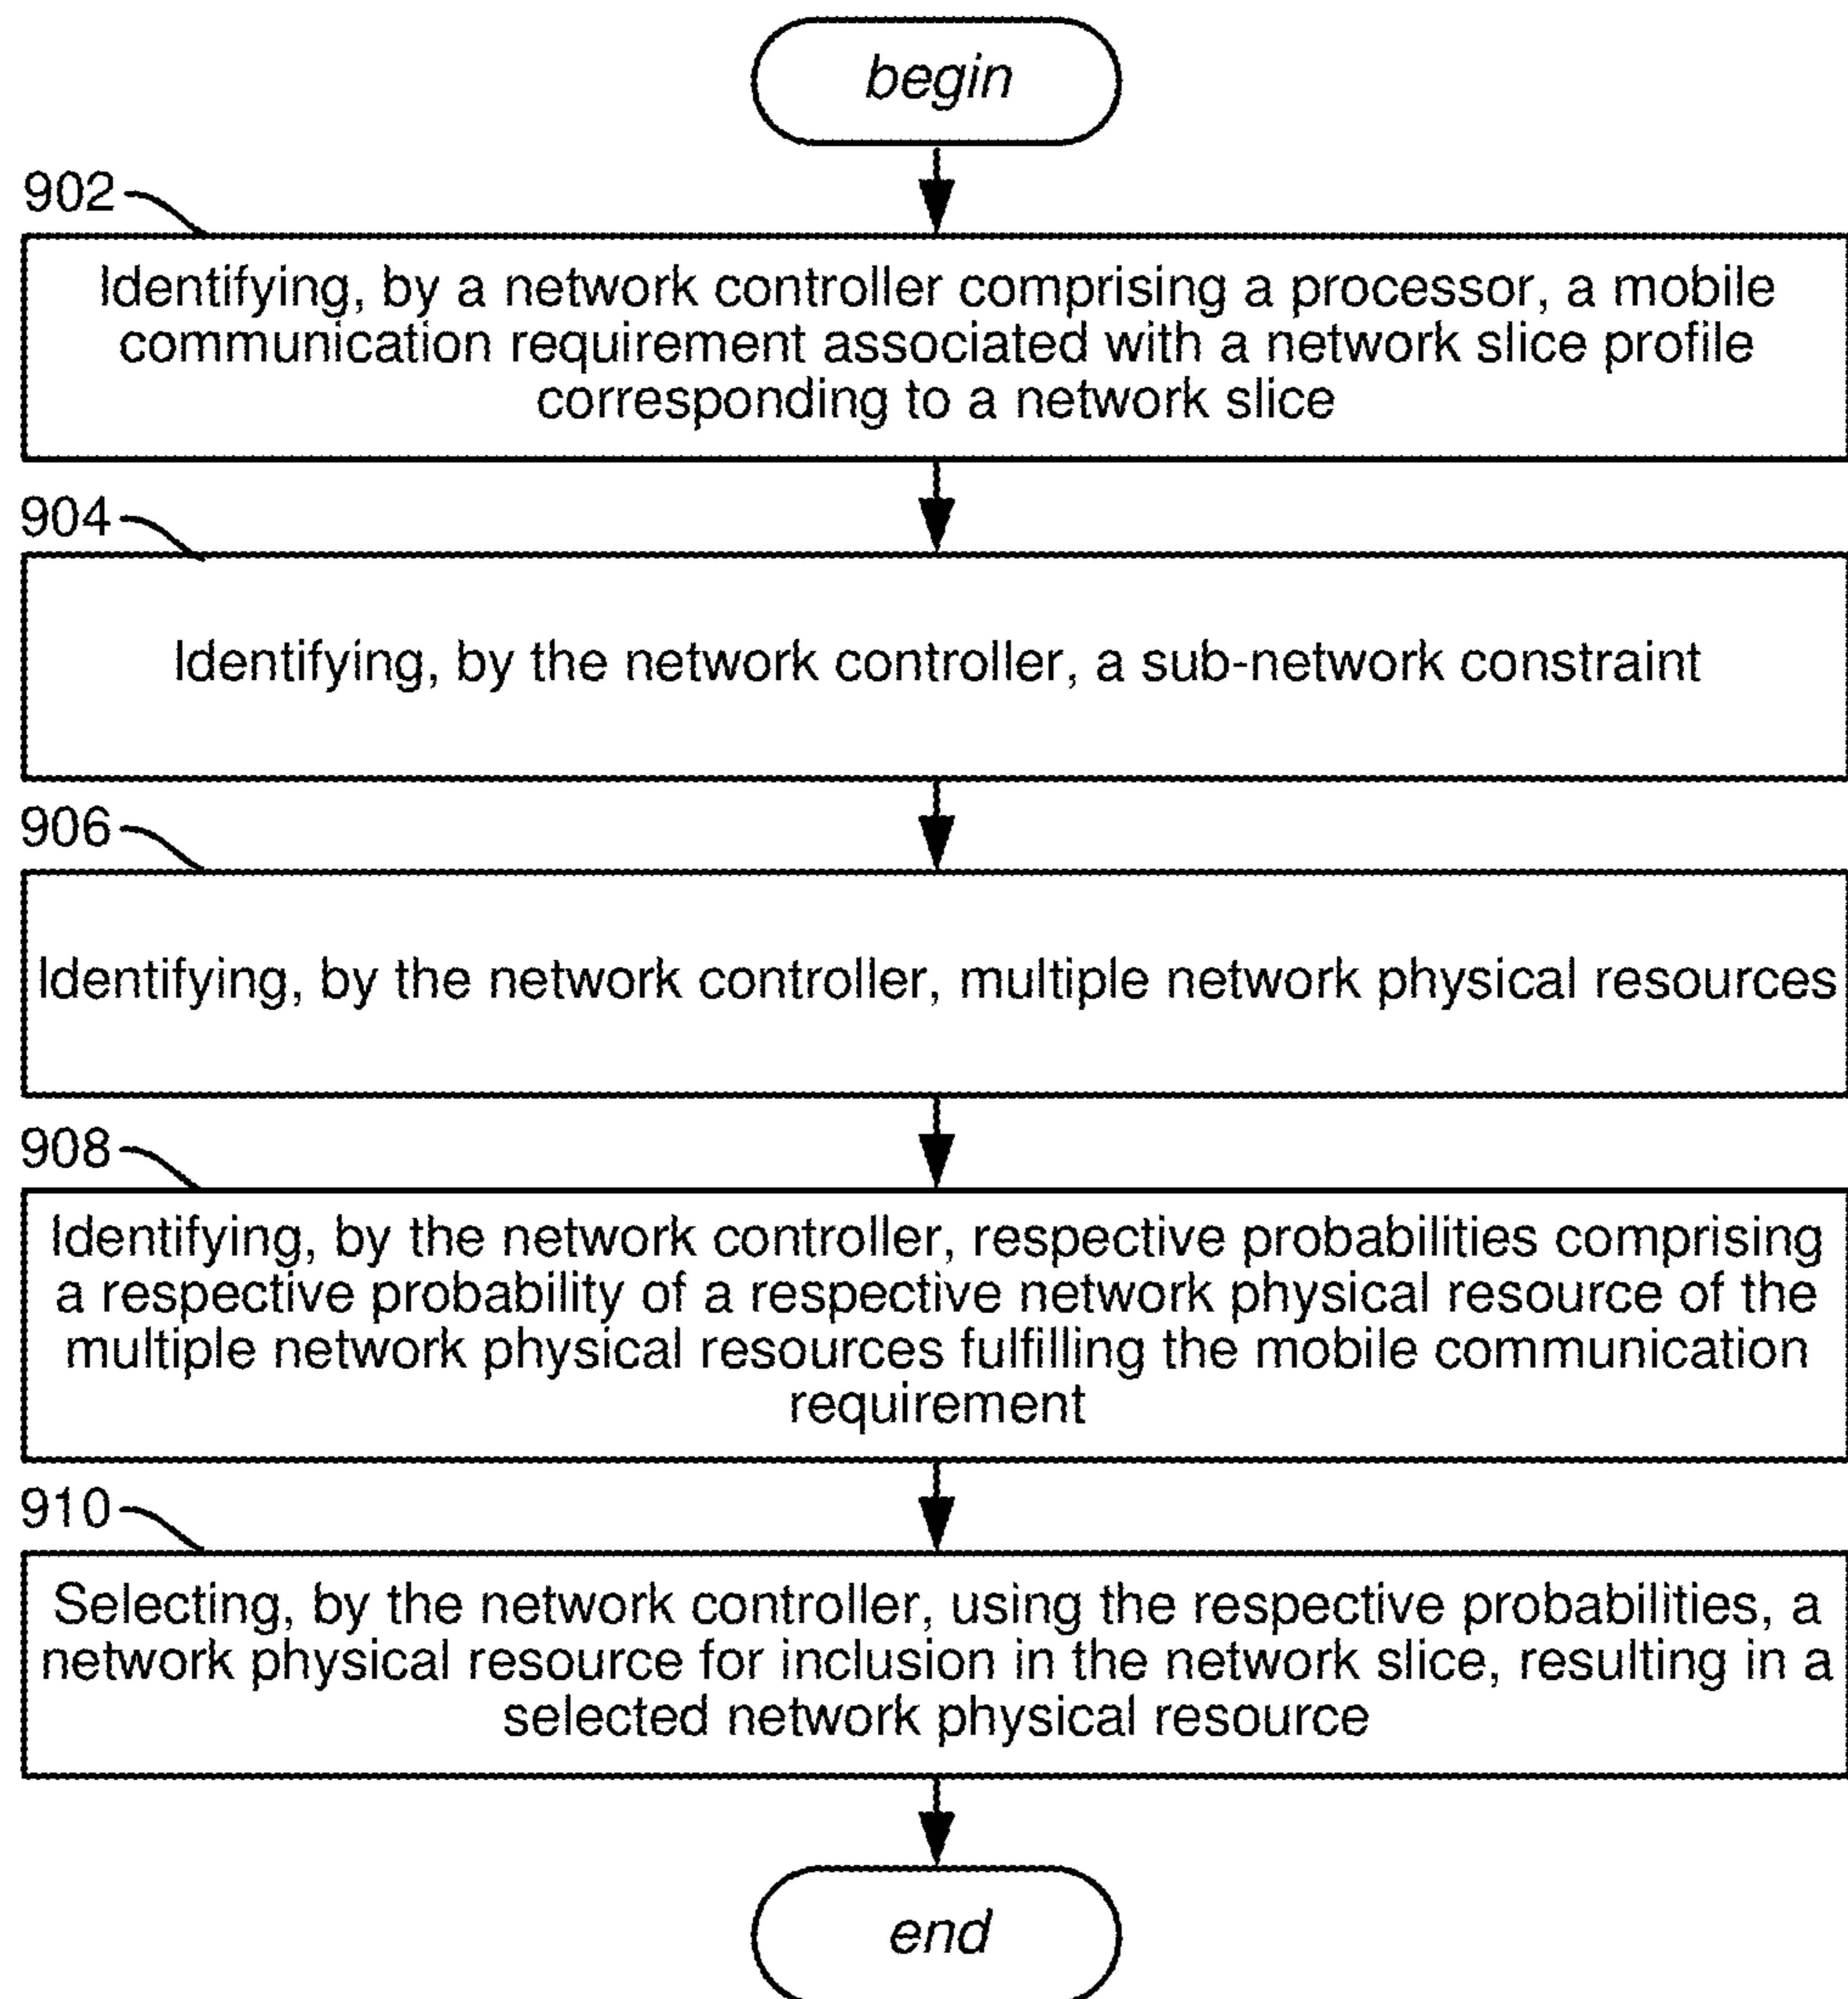 begin
902
Identifying, by a network controller comprising a processor, a mobile
communication requirement associated with a network slice profile
corresponding to a network slice
904
Identifying, by the network controller, a sub-network constraint
906
Identifying, by the network controller, multiple network physical resources
908
Identifying, by the network controller, respective probabilities comprising
a respective probability of a respective network physical resource of the
multiple network physical resources fulfilling the mobile communication
requirement
910
Selecting, by the network controller, using the respective probabilities, a
network physical resource for inclusion in the network slice, resulting in a
selected network physical resource
end